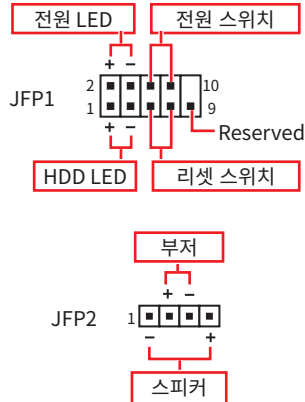 전원 LED 전원 스위치
+ −
2 10
JFP1
1 9
+ −
Reserved
HDD LED 리셋 스위치
부저
+ −
JFP2 1
− +
스피커